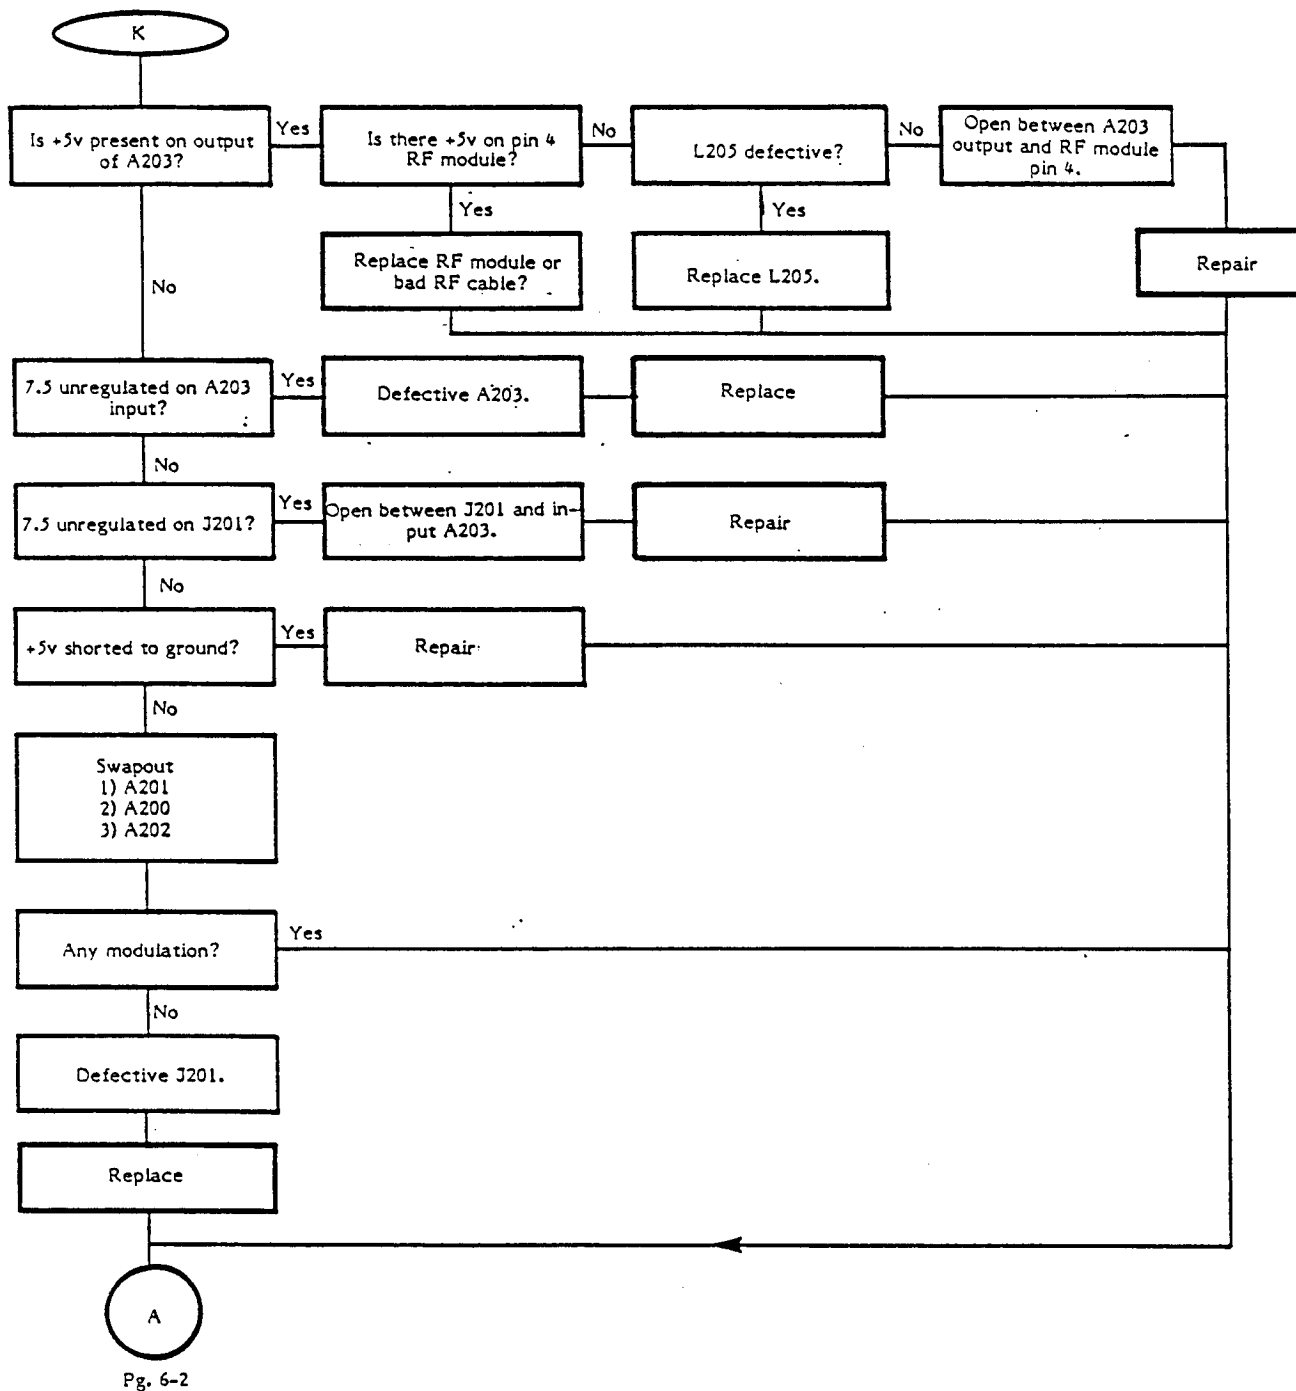 K
Is +5v present on output
of A203?
Yes
Is there +5v on pin 4
RF module?
No
L205 defective?
No
Open between A203
output and RF module
pin 4.
Yes
Yes
No
Replace RF module or
bad RF cable?
Replace L205.
Repair
7.5 unregulated on A203
input?
Yes
Defective A203.
Replace
No
7.5 unregulated on J201?
Yes
Open between J201 and in-
put A203.
Repair
No
+5v shorted to ground?
Yes
Repair
No
Swapout
1) A201
2) A200
3) A202
Any modulation?
Yes
No
Defective J201.
Replace
A
Pg. 6-2